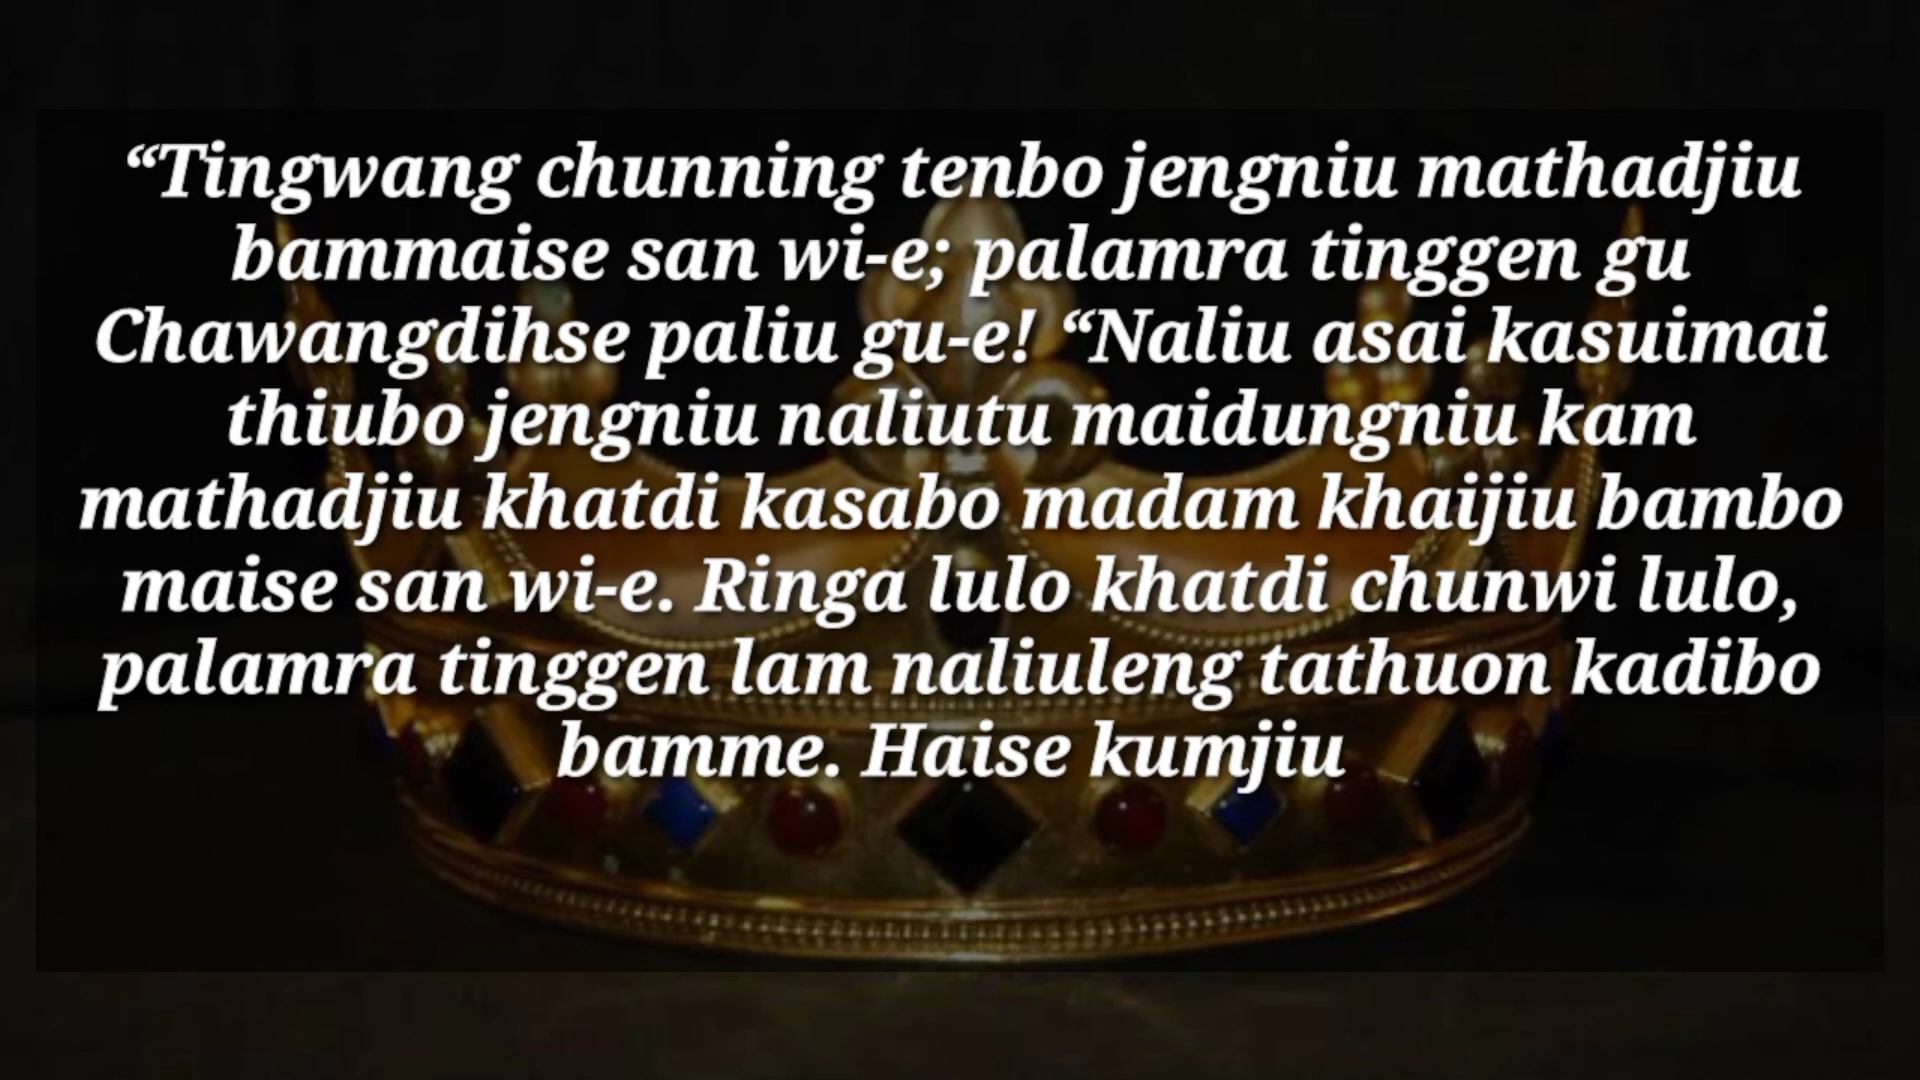 “Tingwang chunning tenbo jengniu mathadjiu
bammaise san wi-e; palamra tinggen gu
Chawangdihse paliu gu-e! “Naliu asai kasuimai
thiubo jengniu naliutu maidungniu kam
mathadjiu khatdi kasabo madam khaijiu bambo
maise san wi-e. Ringa lulo khatdi chunwi lulo,
palamra tinggen lam naliuleng tathuon kadibo
bamme. Haise kumjiu